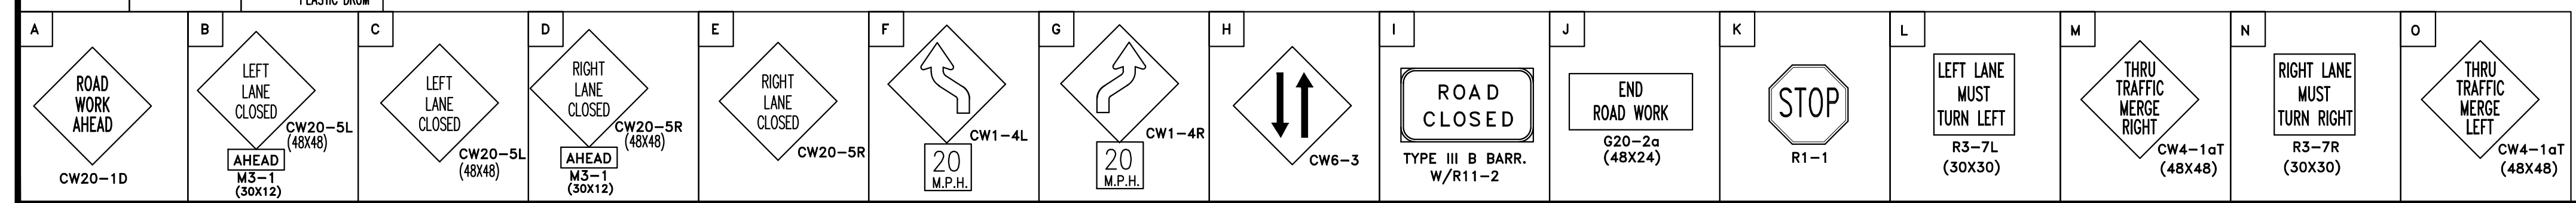 PLASTIC DRUM
A
ROAD
WORK
AHEAD
CW20-1D
B
LEFT
LANE
CLOSED
CW20-5L
(48X48)
AHEAD
M3-1
(30X12)
C
LEFT
LANE
CLOSED
CW20-5L
(48X48)
D
RIGHT
LANE
CLOSED
CW20-5R
(48X48)
AHEAD
M3-1
(30X12)
E
RIGHT
LANE
CLOSED
CW20-5R
F
CW1-4L
20
M.P.H.
G
CW1-4R
20
M.P.H.
H
CW6-3
I
ROAD
CLOSED
TYPE III B BARR.
W/R11-2
J
END
ROAD WORK
G20-2a
(48X24)
K
STOP
R1-1
L
LEFT LANE
MUST
TURN LEFT
R3-7L
(30X30)
M
THRU
TRAFFIC
MERGE
RIGHT
CW4-1aT
(48X48)
N
RIGHT LANE
MUST
TURN RIGHT
R3-7R
(30X30)
O
THRU
TRAFFIC
MERGE
LEFT
CW4-1aT
(48X48)